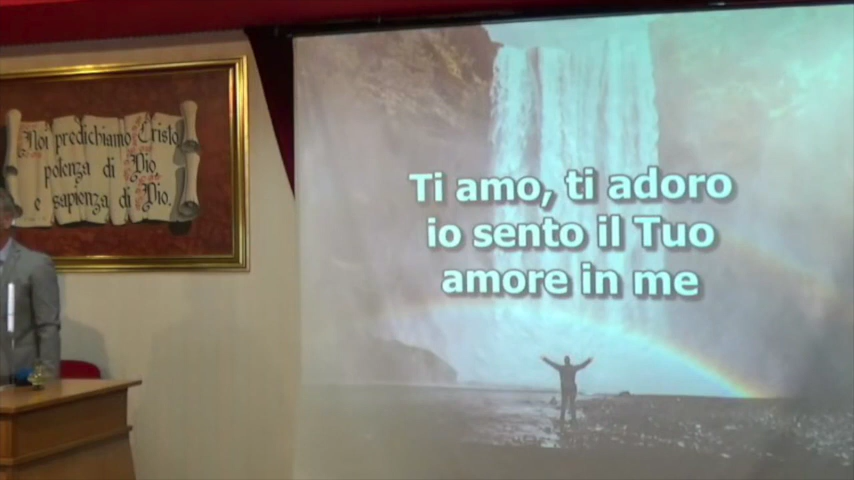 Noi predichiamo Cristo
potenza di Dio
e sapienza di Dio.
Ti amo, ti adoro
io sento il Tuo
amore in me